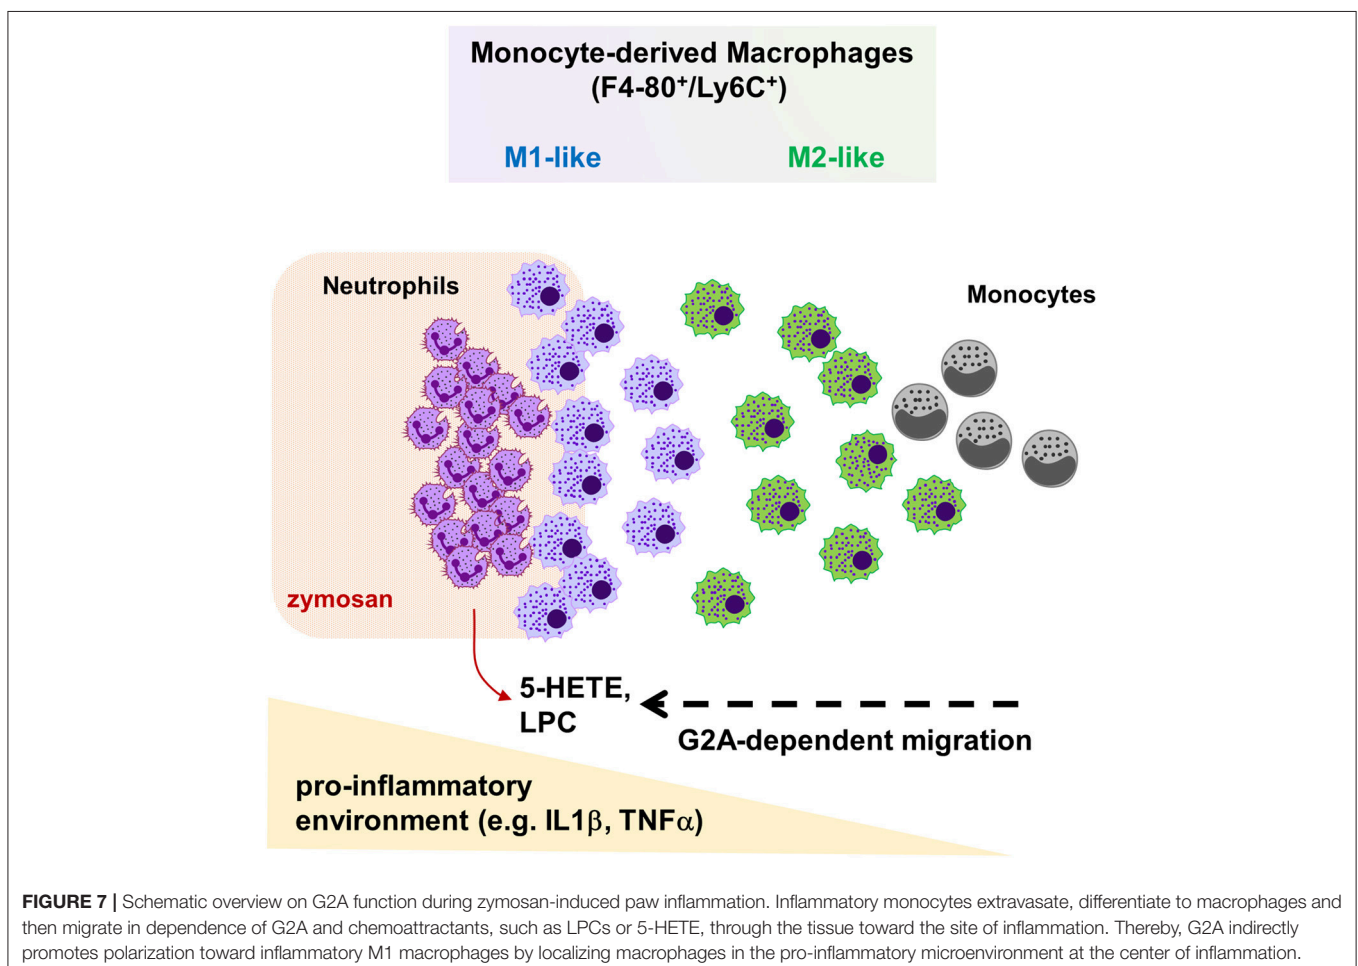 Monocyte-derived Macrophages
(F4-80⁺/Ly6C⁺)
M1-like M2-like
Neutrophils
Monocytes
zymosan
5-HETE,
LPC
G2A-dependent migration
pro-inflammatory
environment (e.g. IL1β, TNFα)
FIGURE 7 | Schematic overview on G2A function during zymosan-induced paw inflammation. Inflammatory monocytes extravasate, differentiate to macrophages and
then migrate in dependence of G2A and chemoattractants, such as LPCs or 5-HETE, through the tissue toward the site of inflammation. Thereby, G2A indirectly
promotes polarization toward inflammatory M1 macrophages by localizing macrophages in the pro-inflammatory microenvironment at the center of inflammation.